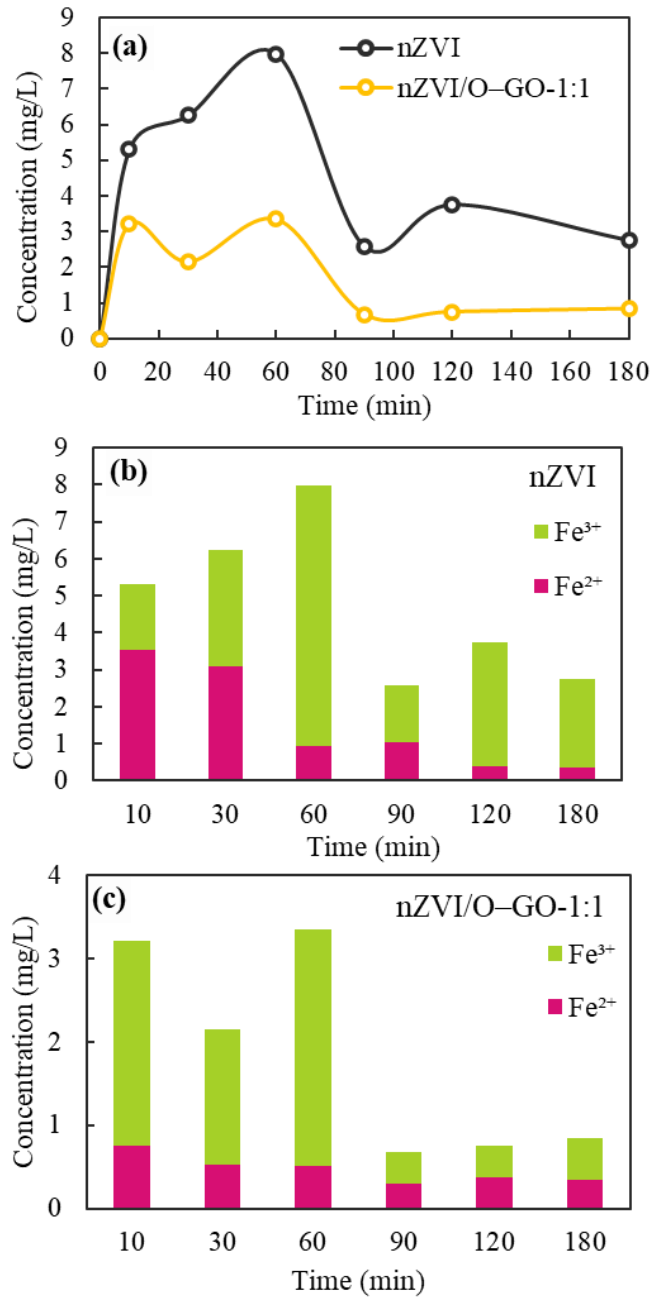 (a)
nZVI
nZVI/O–GO-1:1
Concentration (mg/L)
9
8
7
6
5
4
3
2
1
0
0 20 40 60 80 100 120 140 160 180
Time (min)
(b)
nZVI
Fe³⁺
Fe²⁺
Concentration (mg/L)
9
8
7
6
5
4
3
2
1
0
10 30 60 90 120 180
Time (min)
(c)
nZVI/O–GO-1:1
Fe³⁺
Fe²⁺
Concentration (mg/L)
4
3
2
1
0
10 30 60 90 120 180
Time (min)